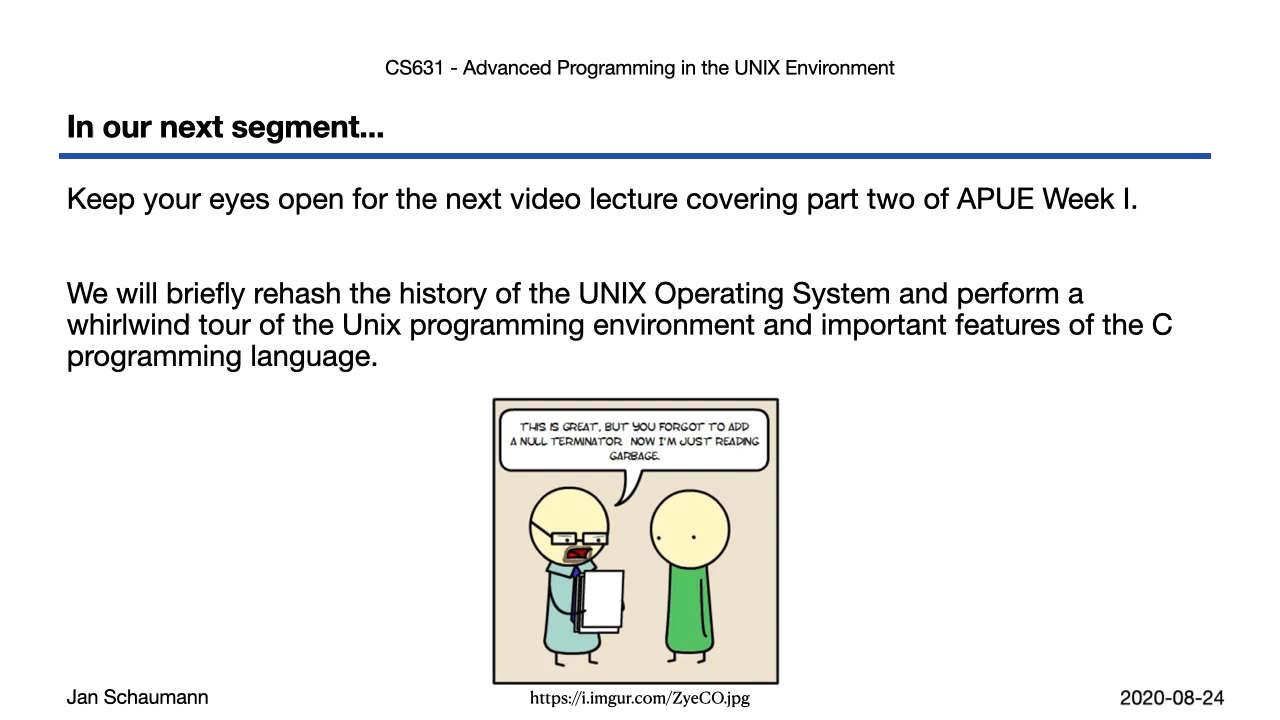 CS631 - Advanced Programming in the UNIX Environment
In our next segment...
Keep your eyes open for the next video lecture covering part two of APUE Week I.
We will briefly rehash the history of the UNIX Operating System and perform a
whirlwind tour of the Unix programming environment and important features of the C
programming language.
THIS IS GREAT, BUT YOU FORGOT TO ADD
A NULL TERMINATOR. NOW I'M JUST READING
GARBAGE.
Jan Schaumann
https://i.imgur.com/ZyeCO.jpg
2020-08-24